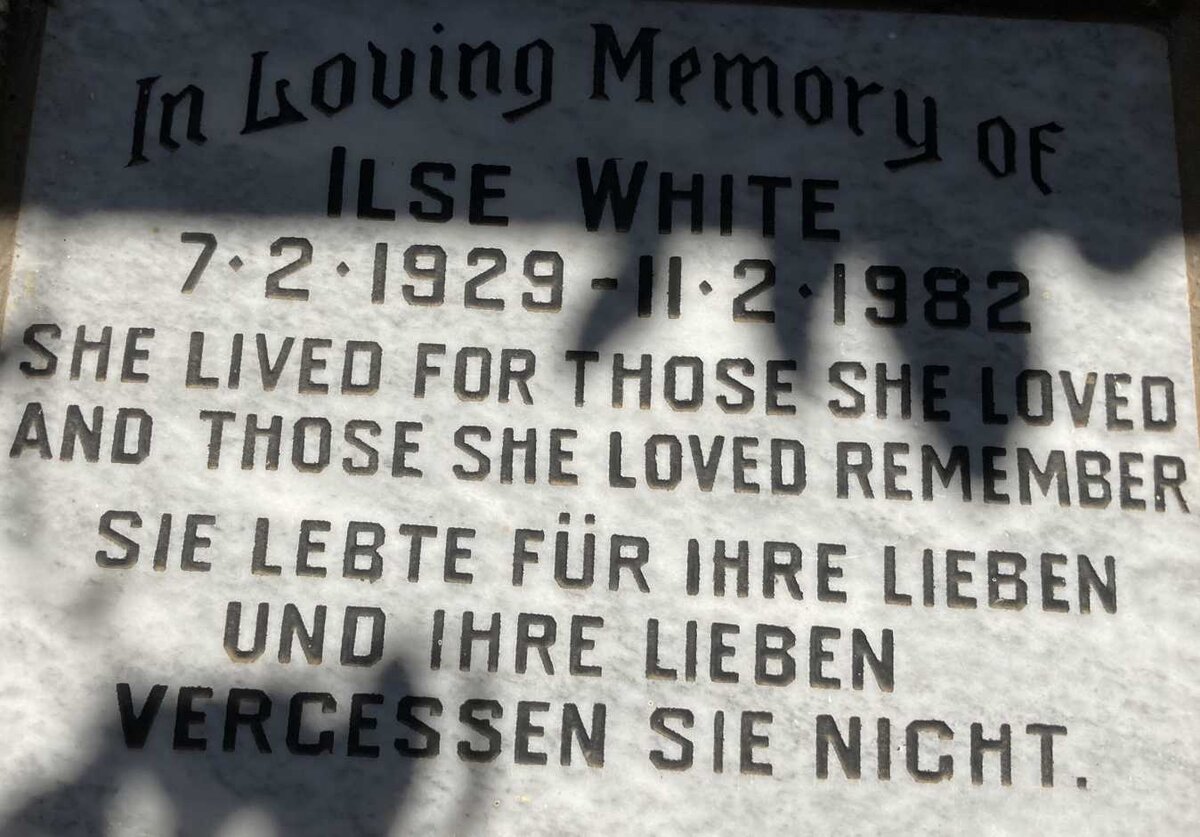 In Loving Memory of
ILSE WHITE
7·2·1929-11·2·1982
SHE LIVED FOR THOSE SHE LOVED
AND THOSE SHE LOVED REMEMBER
SIE LEBTE FÜR IHRE LIEBEN
UND IHRE LIEBEN
VERGESSEN SIE NICHT.